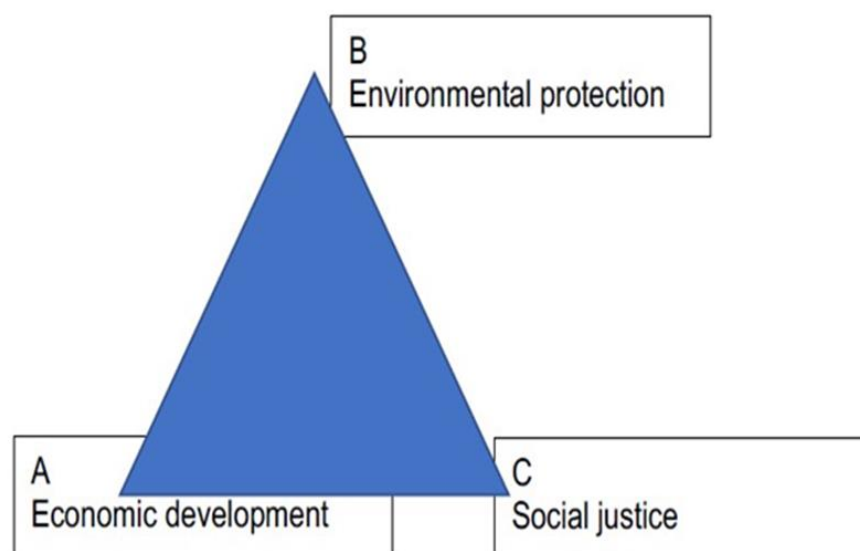 B
Environmental protection
A
Economic development
C
Social justice